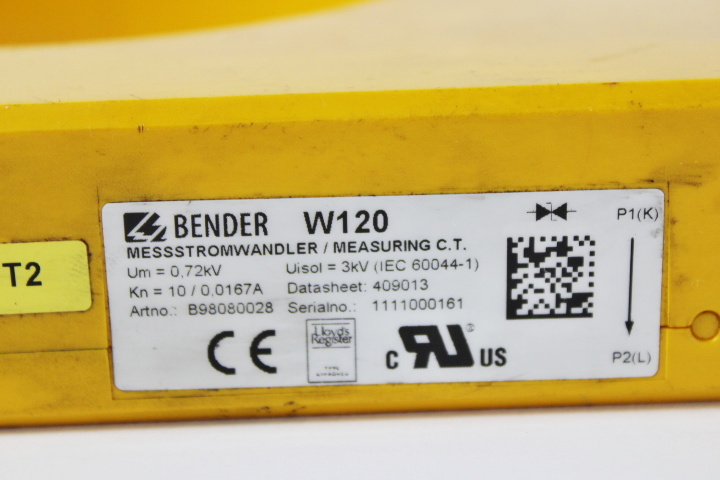 BENDER W120
MESSSTROMWANDLER / MEASURING C.T.
Um = 0,72kV Uisol = 3kV (IEC 60044-1)
Kn = 10 / 0,0167A Datasheet: 409013
Artno.: B98080028 Serialno.: 1111000161
P1(K)
P2(L)
T2
CE
Lloyd's
Register
c RU ® US